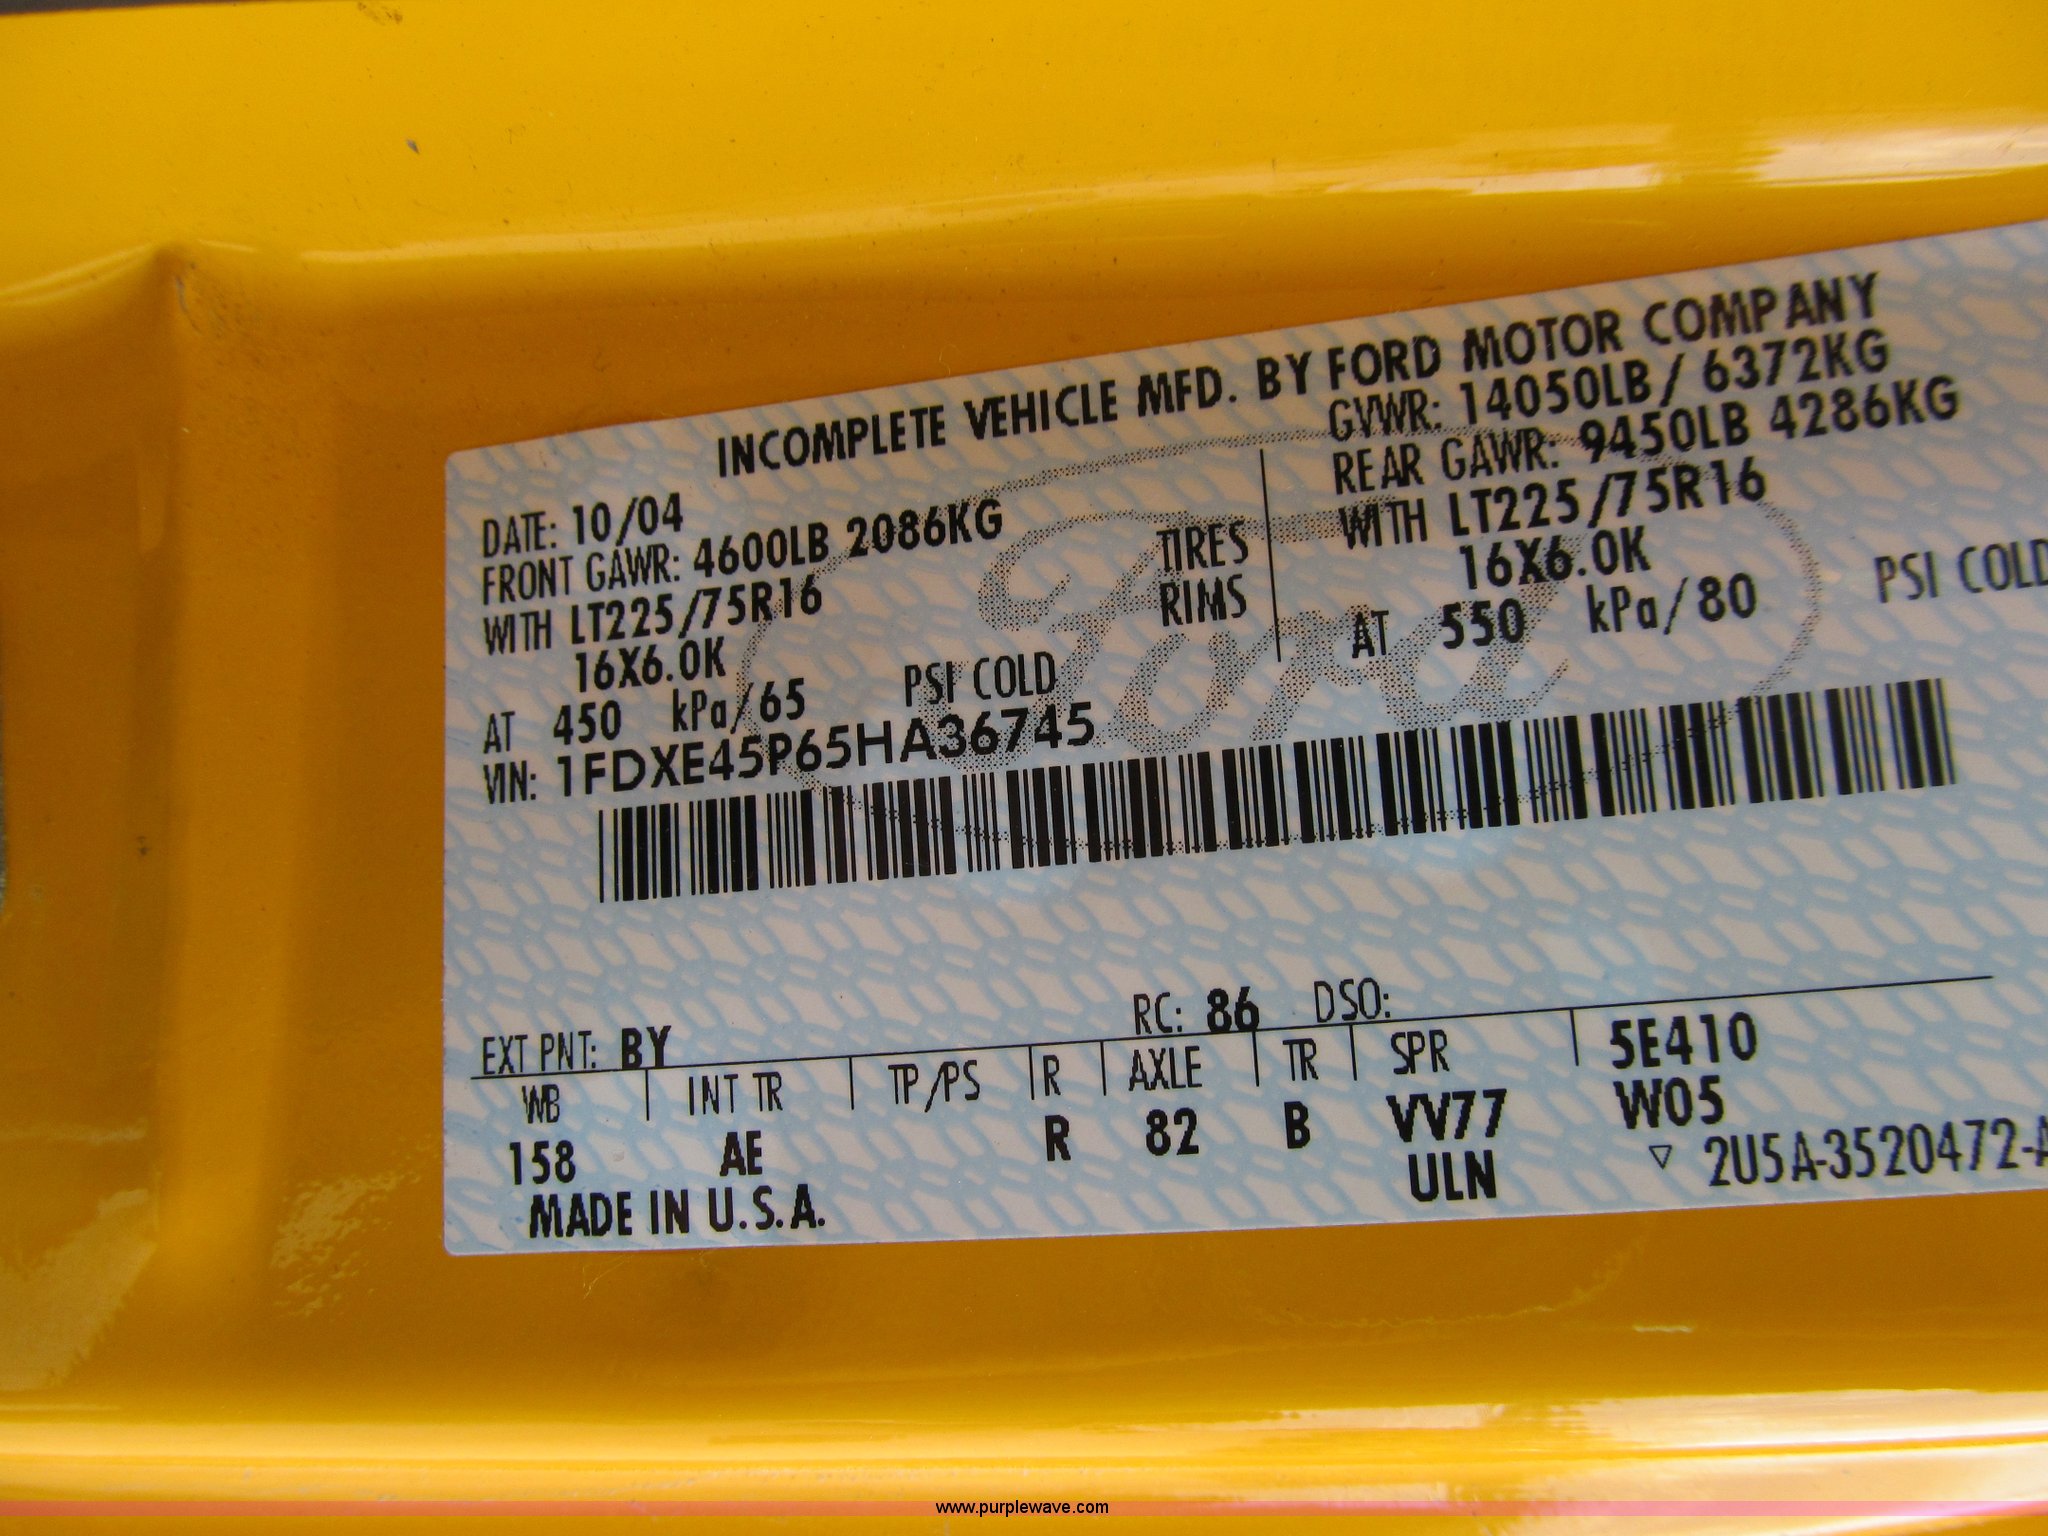 INCOMPLETE VEHICLE MFD. BY FORD MOTOR COMPANY
DATE: 10/04
GVWR: 14050LB/ 6372KG
FRONT GAWR: 4600LB 2086KG
REAR GAWR: 9450LB 4286KG
WITH LT225/75R16
TIRES
WITH LT225/75R16
16X6.0K
RIMS
16X6.0K
AT 450 kPa/65 PSI COLD
AT 550 kPa/80 PSI COLD
VIN: 1FDXE45P65HA36745
Ford
EXT PNT: BY RC: 86 DSO:
WB INT TR TP/PS R AXLE TR SPR 5E410
158 AE R 82 B VV77 W05
ULN ▽ 2U5A-3520472-A
MADE IN U.S.A.
www.purplewave.com